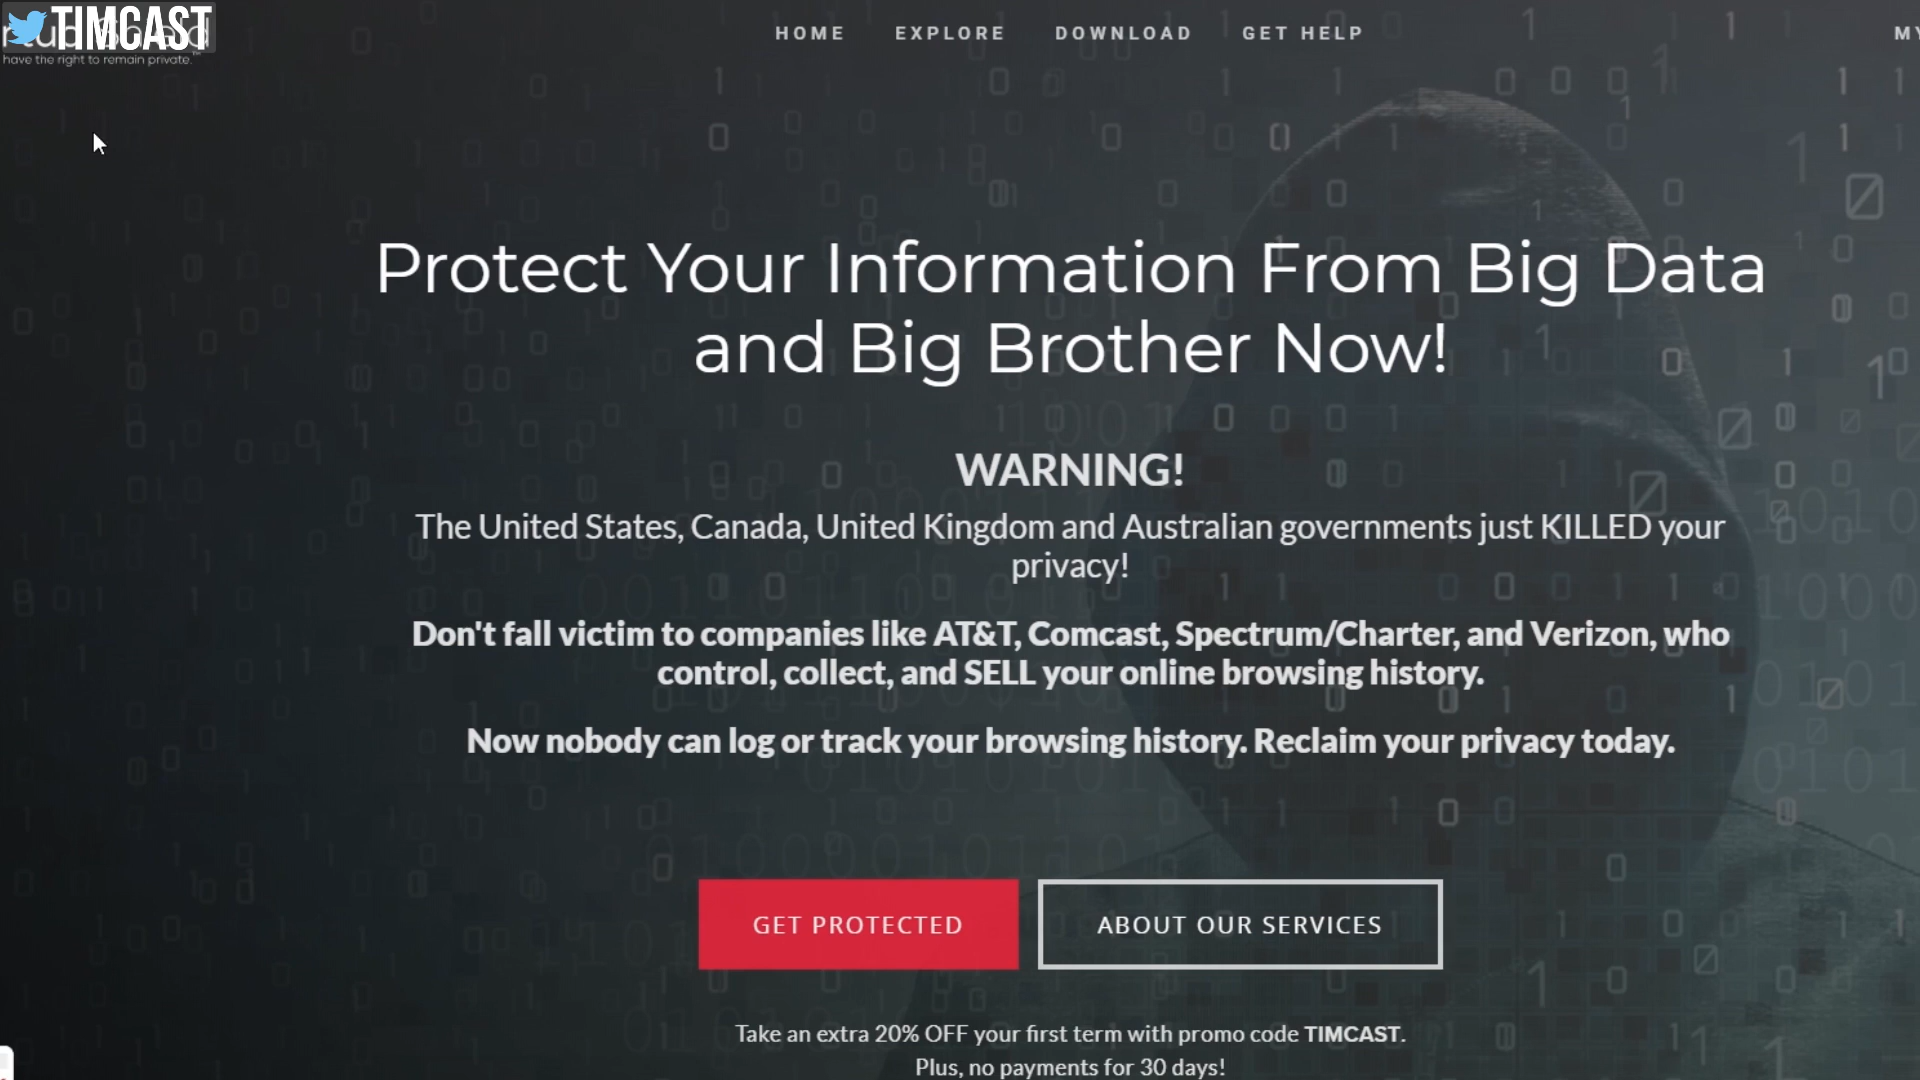 TIMCAST
have the right to remain private.
HOME EXPLORE DOWNLOAD GET HELP MY
Protect Your Information From Big Data
and Big Brother Now!
WARNING!
The United States, Canada, United Kingdom and Australian governments just KILLED your
privacy!
Don't fall victim to companies like AT&T, Comcast, Spectrum/Charter, and Verizon, who
control, collect, and SELL your online browsing history.
Now nobody can log or track your browsing history. Reclaim your privacy today.
GET PROTECTED ABOUT OUR SERVICES
Take an extra 20% OFF your first term with promo code TIMCAST.
Plus, no payments for 30 days!